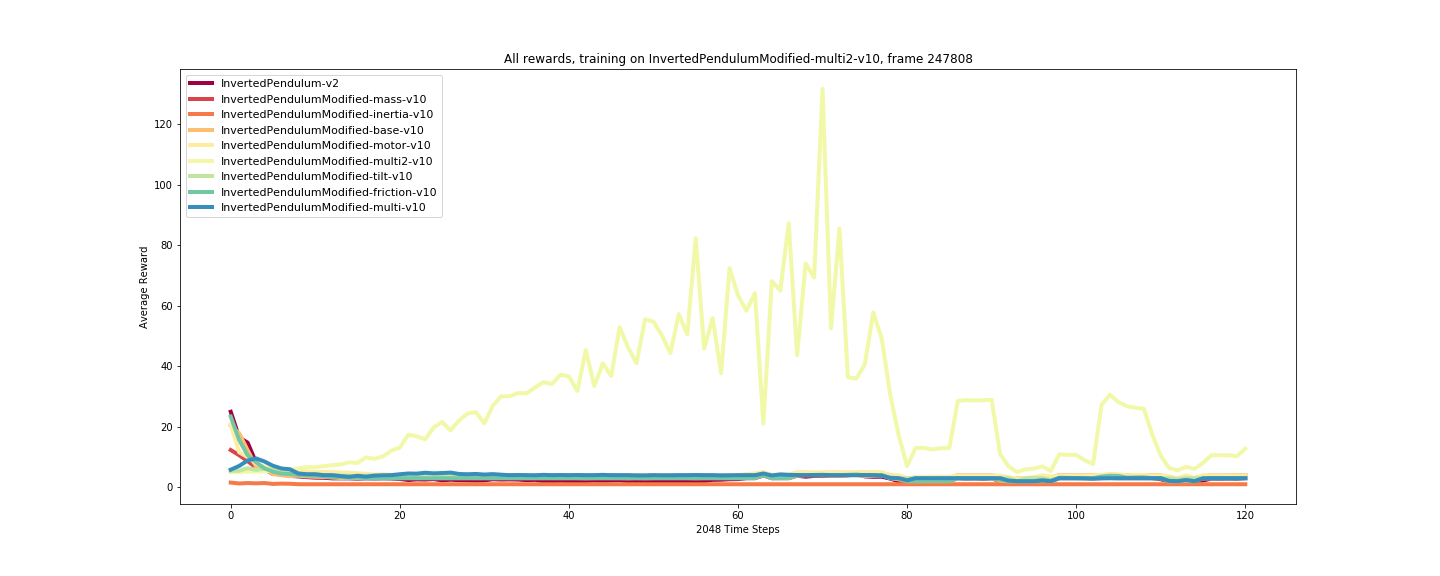 All rewards, training on InvertedPendulumModified-multi2-v10, frame 247808
InvertedPendulum-v2
InvertedPendulumModified-mass-v10
InvertedPendulumModified-inertia-v10
InvertedPendulumModified-base-v10
InvertedPendulumModified-motor-v10
InvertedPendulumModified-multi2-v10
InvertedPendulumModified-tilt-v10
InvertedPendulumModified-friction-v10
InvertedPendulumModified-multi-v10
Average Reward
120
100
80
60
40
20
0
0 20 40 60 80 100 120
2048 Time Steps